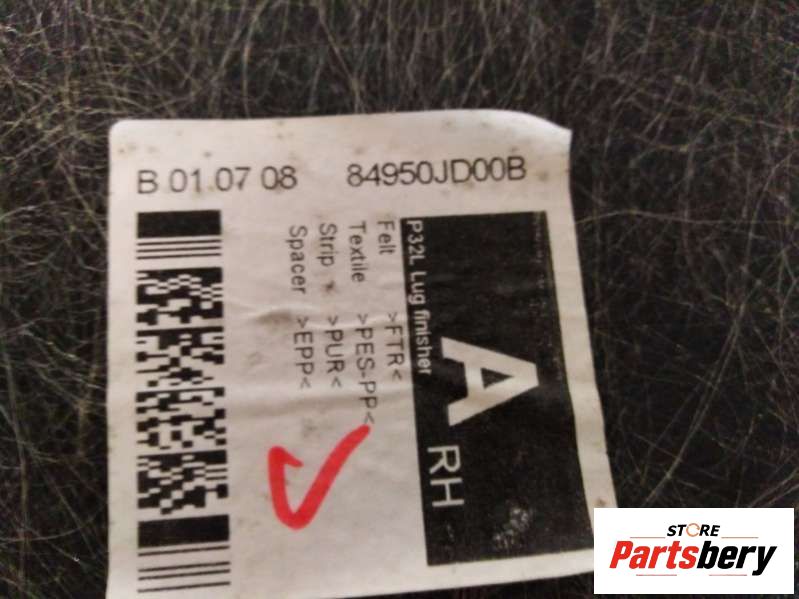 B 01 07 08 84950JD00B
P32L Lug finisher
A RH
Felt >FTR<
Textile >PES-PP<
Strip >PUR<
Spacer >EPP<
STORE
Partsbery